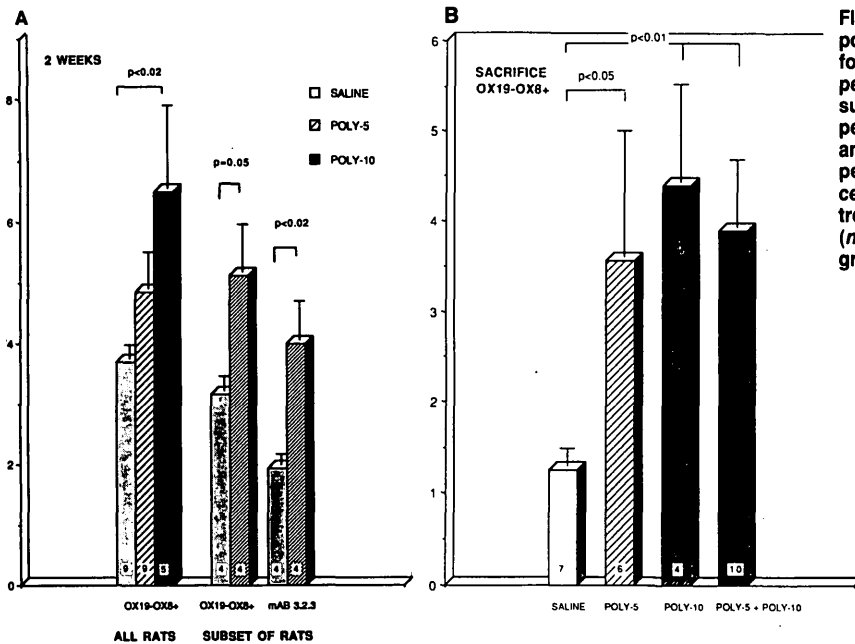 A
2 WEEKS
p<0.02
SALINE
POLY-5
POLY-10
p=0.05
p<0.02
8
6
4
2
0
9 5
4 4
4 4
OX19-OX8+ OX19-OX8+ mAB 3.2.3
ALL RATS SUBSET OF RATS
B
p<0.01
SACRIFICE
OX19-OX8+
p<0.05
6
5
4
3
2
1
0
7 6 4 10
SALINE POLY-5 POLY-10 POLY-5 + POLY-10
po
fo
pe
su
pe
pe
ce
tre
(n
gr